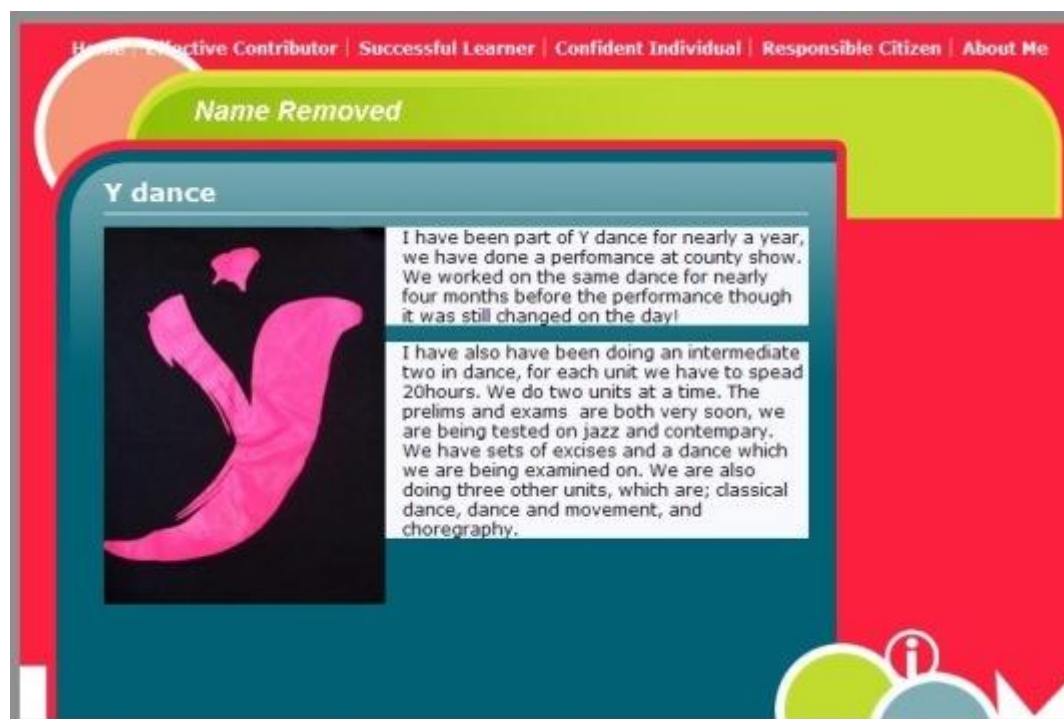 Home | Effective Contributor | Successful Learner | Confident Individual | Responsible Citizen | About Me
Name Removed
Y dance
I have been part of Y dance for nearly a year,
we have done a perfomance at county show.
We worked on the same dance for nearly
four months before the performance though
it was still changed on the day!
I have also have been doing an intermediate
two in dance, for each unit we have to spead
20hours. We do two units at a time. The
prelims and exams  are both very soon, we
are being tested on jazz and contempary.
We have sets of excises and a dance which
we are being examined on. We are also
doing three other units, which are; classical
dance, dance and movement, and
choregraphy.
y
i